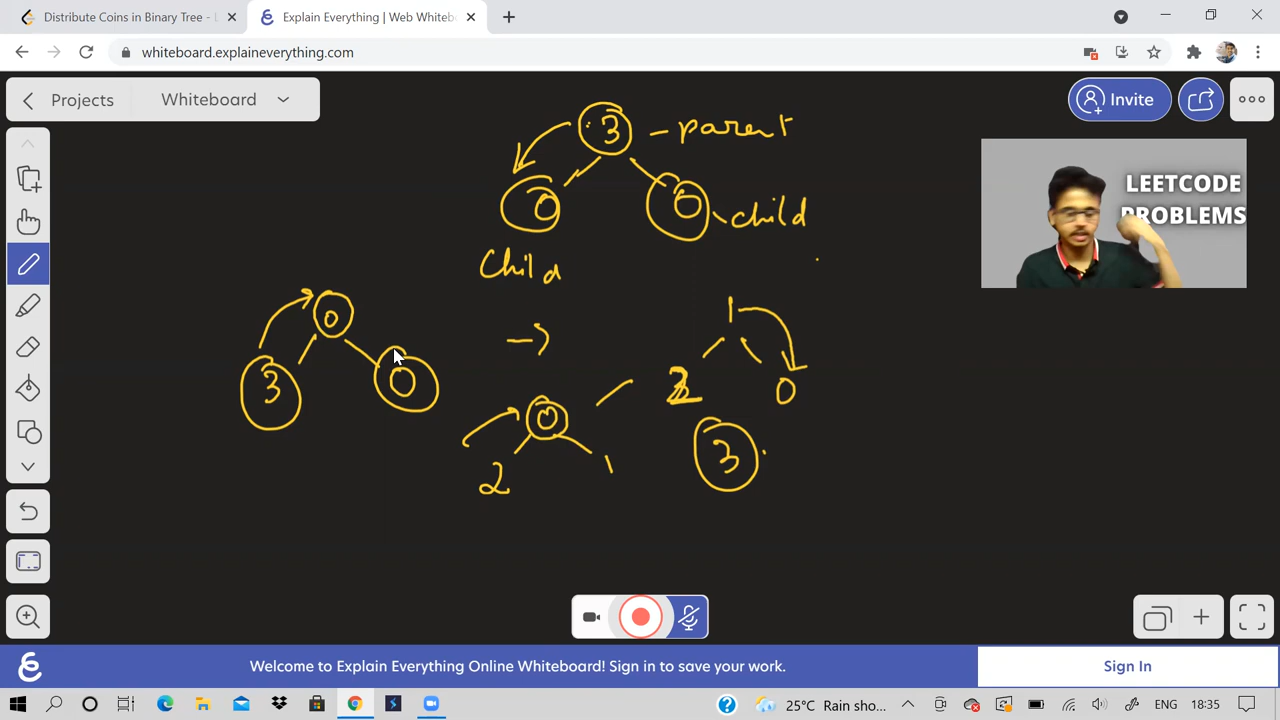 Distribute Coins in Binary Tree - L
Explain Everything | Web Whiteb
whiteboard.explaineverything.com
Projects
Whiteboard
Invite
3 - parent
0
0
child
Child
LEETCODE
PROBLEMS
0
3
0
→
1
2
0
0
2
1
3
Welcome to Explain Everything Online Whiteboard! Sign in to save your work.
Sign In
25°C Rain sho...
ENG
18:35